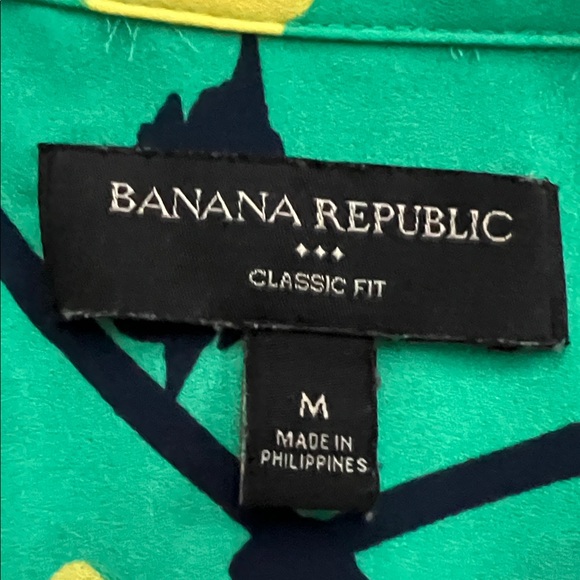 BANANA REPUBLIC
CLASSIC FIT
M
MADE IN
PHILIPPINES